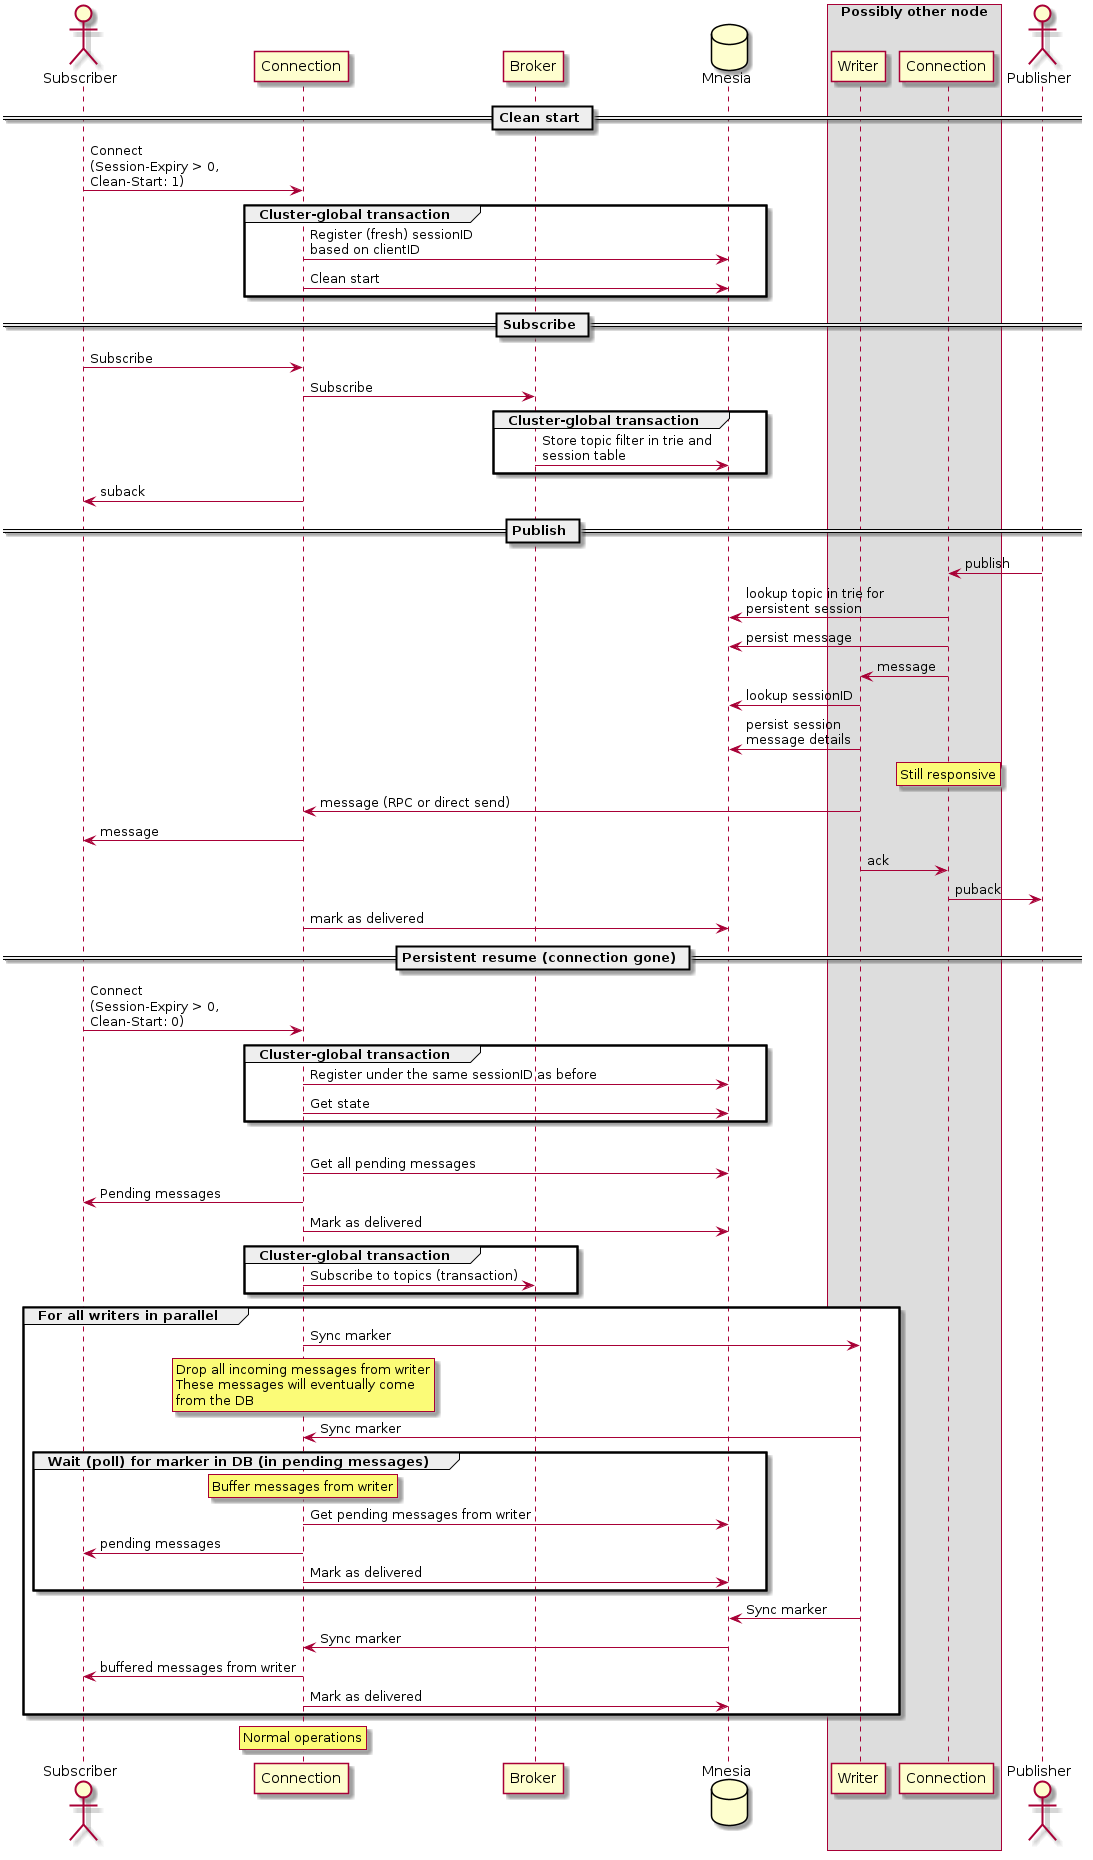 Possibly other node
Subscriber
Connection
Broker
Mnesia
Writer
Connection
Publisher
Clean start
Connect
(Session-Expiry > 0,
Clean-Start: 1)
Cluster-global transaction
Register (fresh) sessionID
based on clientID
Clean start
Subscribe
Subscribe
Subscribe
Cluster-global transaction
Store topic filter in trie and
session table
suback
Publish
publish
lookup topic in trie for
persistent session
persist message
message
lookup sessionID
persist session
message details
Still responsive
message (RPC or direct send)
message
ack
puback
mark as delivered
Persistent resume (connection gone)
Connect
(Session-Expiry > 0,
Clean-Start: 0)
Cluster-global transaction
Register under the same sessionID as before
Get state
Get all pending messages
Pending messages
Mark as delivered
Cluster-global transaction
Subscribe to topics (transaction)
For all writers in parallel
Sync marker
Drop all incoming messages from writer
These messages will eventually come
from the DB
Sync marker
Wait (poll) for marker in DB (in pending messages)
Buffer messages from writer
Get pending messages from writer
pending messages
Mark as delivered
Sync marker
Sync marker
buffered messages from writer
Mark as delivered
Normal operations
Subscriber
Connection
Broker
Mnesia
Writer
Connection
Publisher